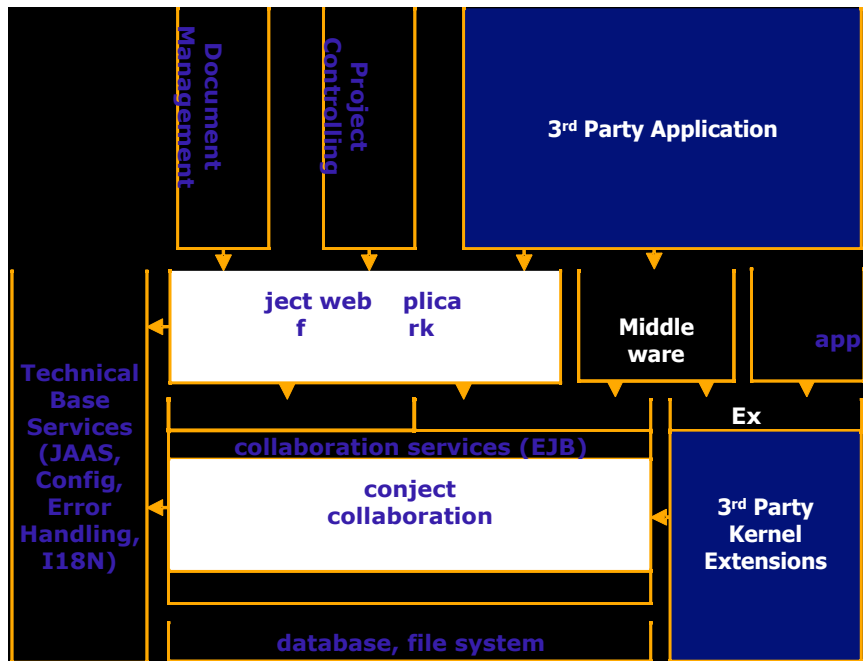 Document
Management
Project
Controlling
3rd Party Application
ject web plica
f rk
Middle
ware
app
Technical
Base
Services
(JAAS,
Config,
Error
Handling,
I18N)
Ex
collaboration services (EJB)
conject
collaboration
3rd Party
Kernel
Extensions
database, file system